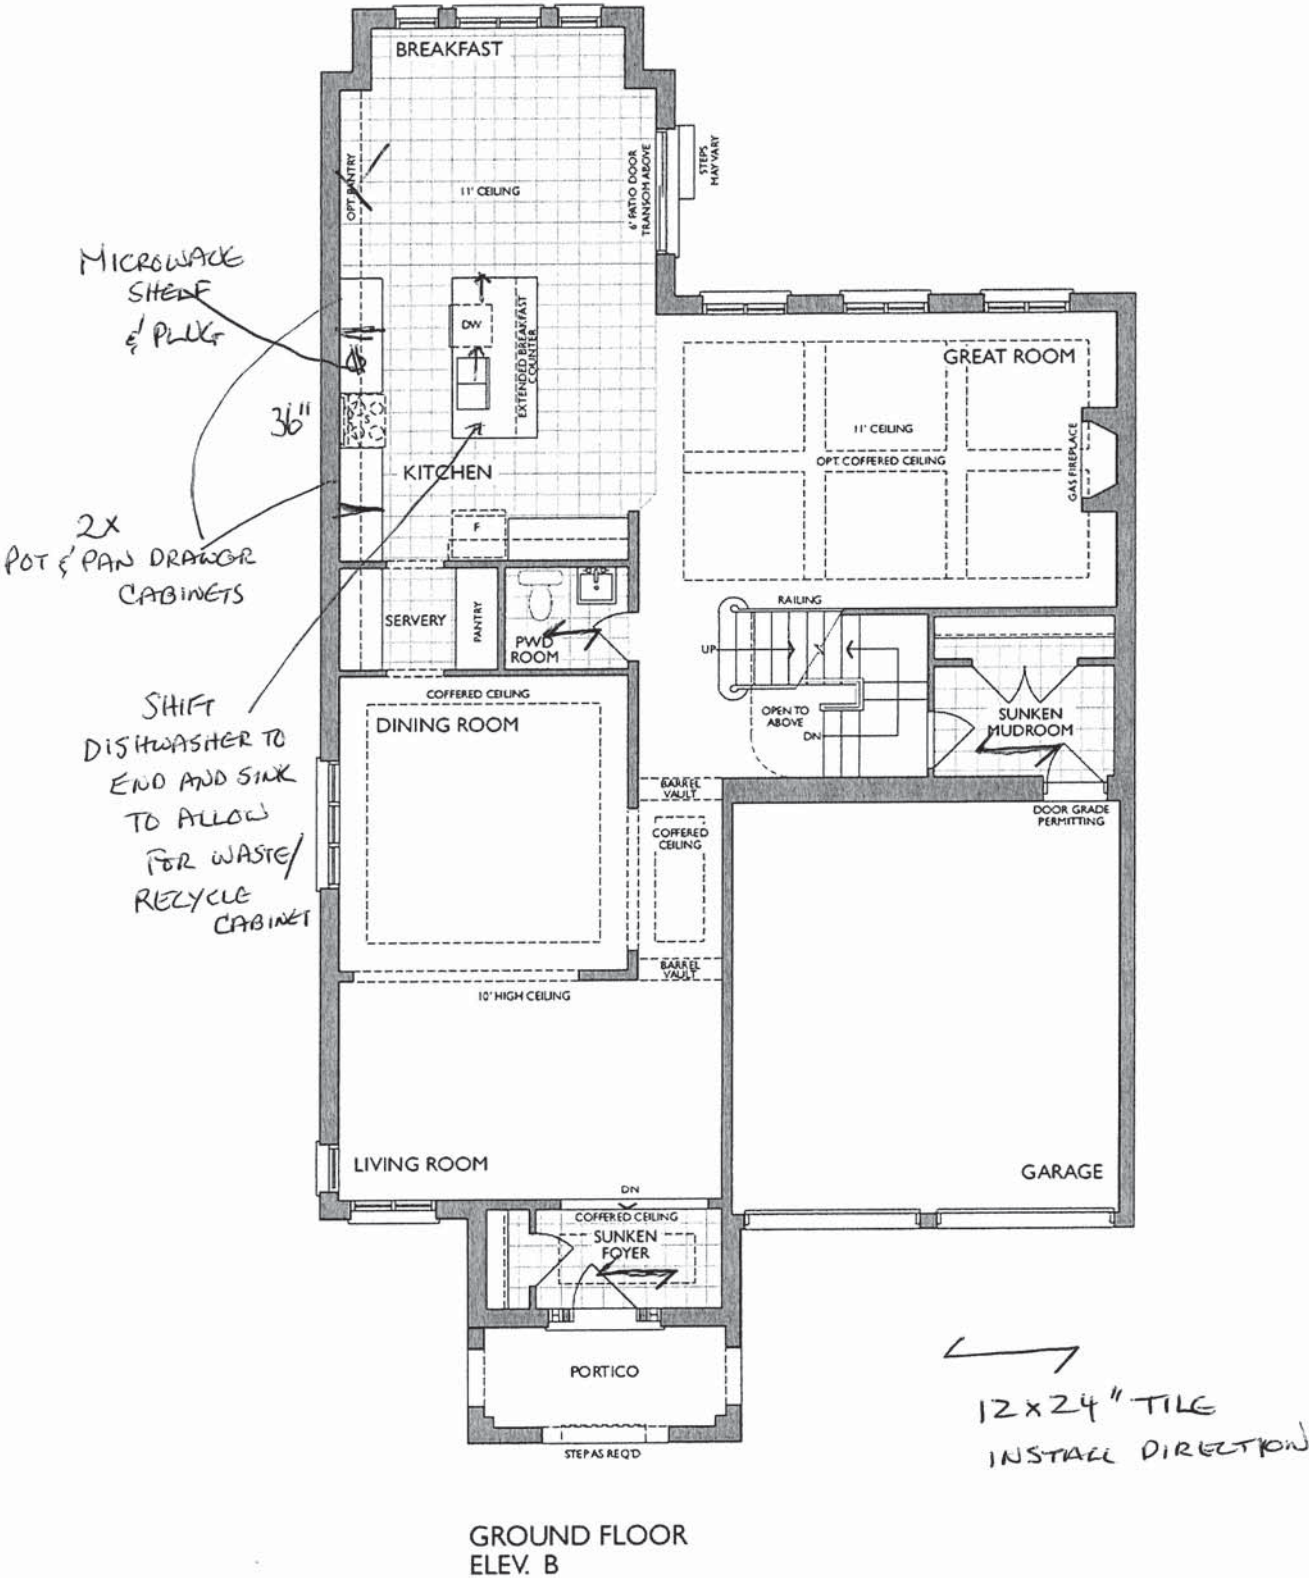 BREAKFAST
OPT. PANTRY
11' CEILING
6' PATIO DOOR
TRANSOM ABOVE
STEPS
MAY VARY
MICROWAVE
SHELF
& PLUG
DW
EXTENDED BREAKFAST
COUNTER
GREAT ROOM
36"
11' CEILING
OPT. COFFERED CEILING
GAS FIREPLACE
KITCHEN
F
2X
POT & PAN DRAWER
CABINETS
SERVERY
PANTRY
PWD
ROOM
RAILING
UP
OPEN TO
ABOVE
DN
SUNKEN
MUDROOM
SHIFT
DISHWASHER TO
END AND SINK
TO ALLOW
FOR WASTE/
RECYCLE
CABINET
COFFERED CEILING
DINING ROOM
BARREL
VAULT
COFFERED
CEILING
DOOR GRADE
PERMITTING
BARREL
VAULT
10' HIGH CEILING
LIVING ROOM
GARAGE
DN
COFFERED CEILING
SUNKEN
FOYER
PORTICO
STEP AS REQ'D
12x24" TILE
INSTALL DIRECTION
GROUND FLOOR
ELEV. B